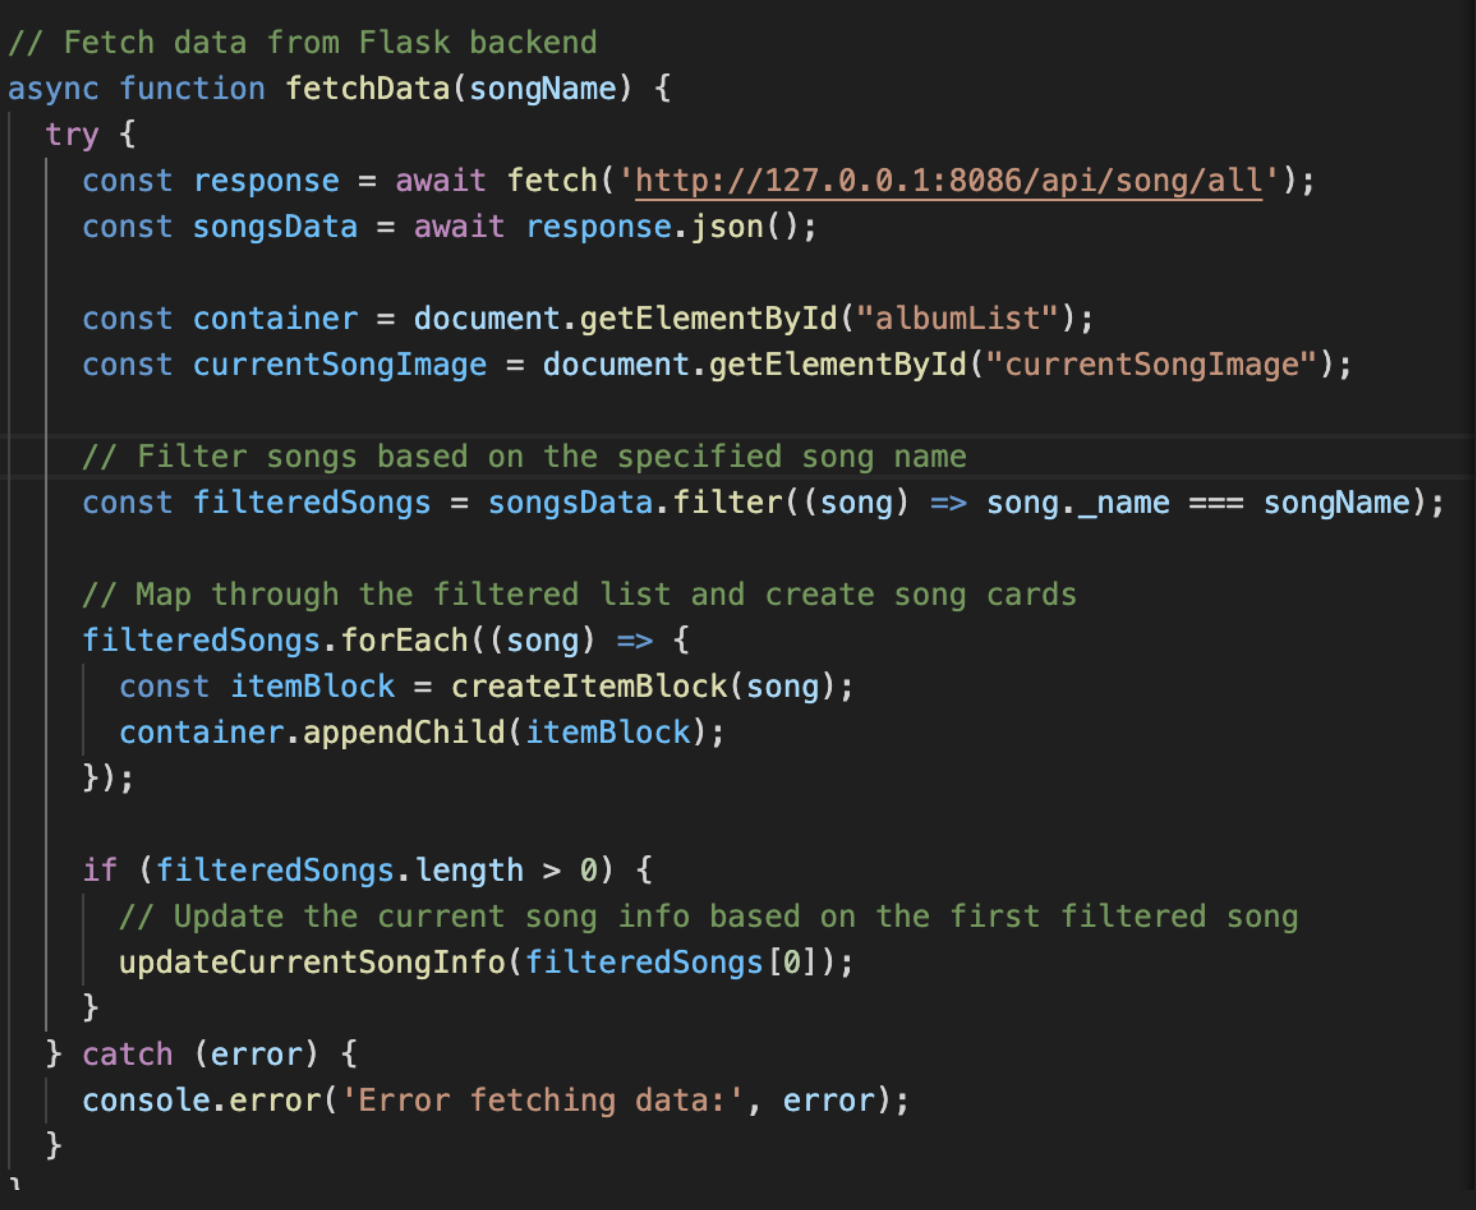 // Fetch data from Flask backend
async function fetchData(songName) {
  try {
    const response = await fetch('http://127.0.0.1:8086/api/song/all');
    const songsData = await response.json();

    const container = document.getElementById("albumList");
    const currentSongImage = document.getElementById("currentSongImage");

    // Filter songs based on the specified song name
    const filteredSongs = songsData.filter((song) => song._name === songName);

    // Map through the filtered list and create song cards
    filteredSongs.forEach((song) => {
      const itemBlock = createItemBlock(song);
      container.appendChild(itemBlock);
    });

    if (filteredSongs.length > 0) {
      // Update the current song info based on the first filtered song
      updateCurrentSongInfo(filteredSongs[0]);
    }
  } catch (error) {
    console.error('Error fetching data:', error);
  }
}